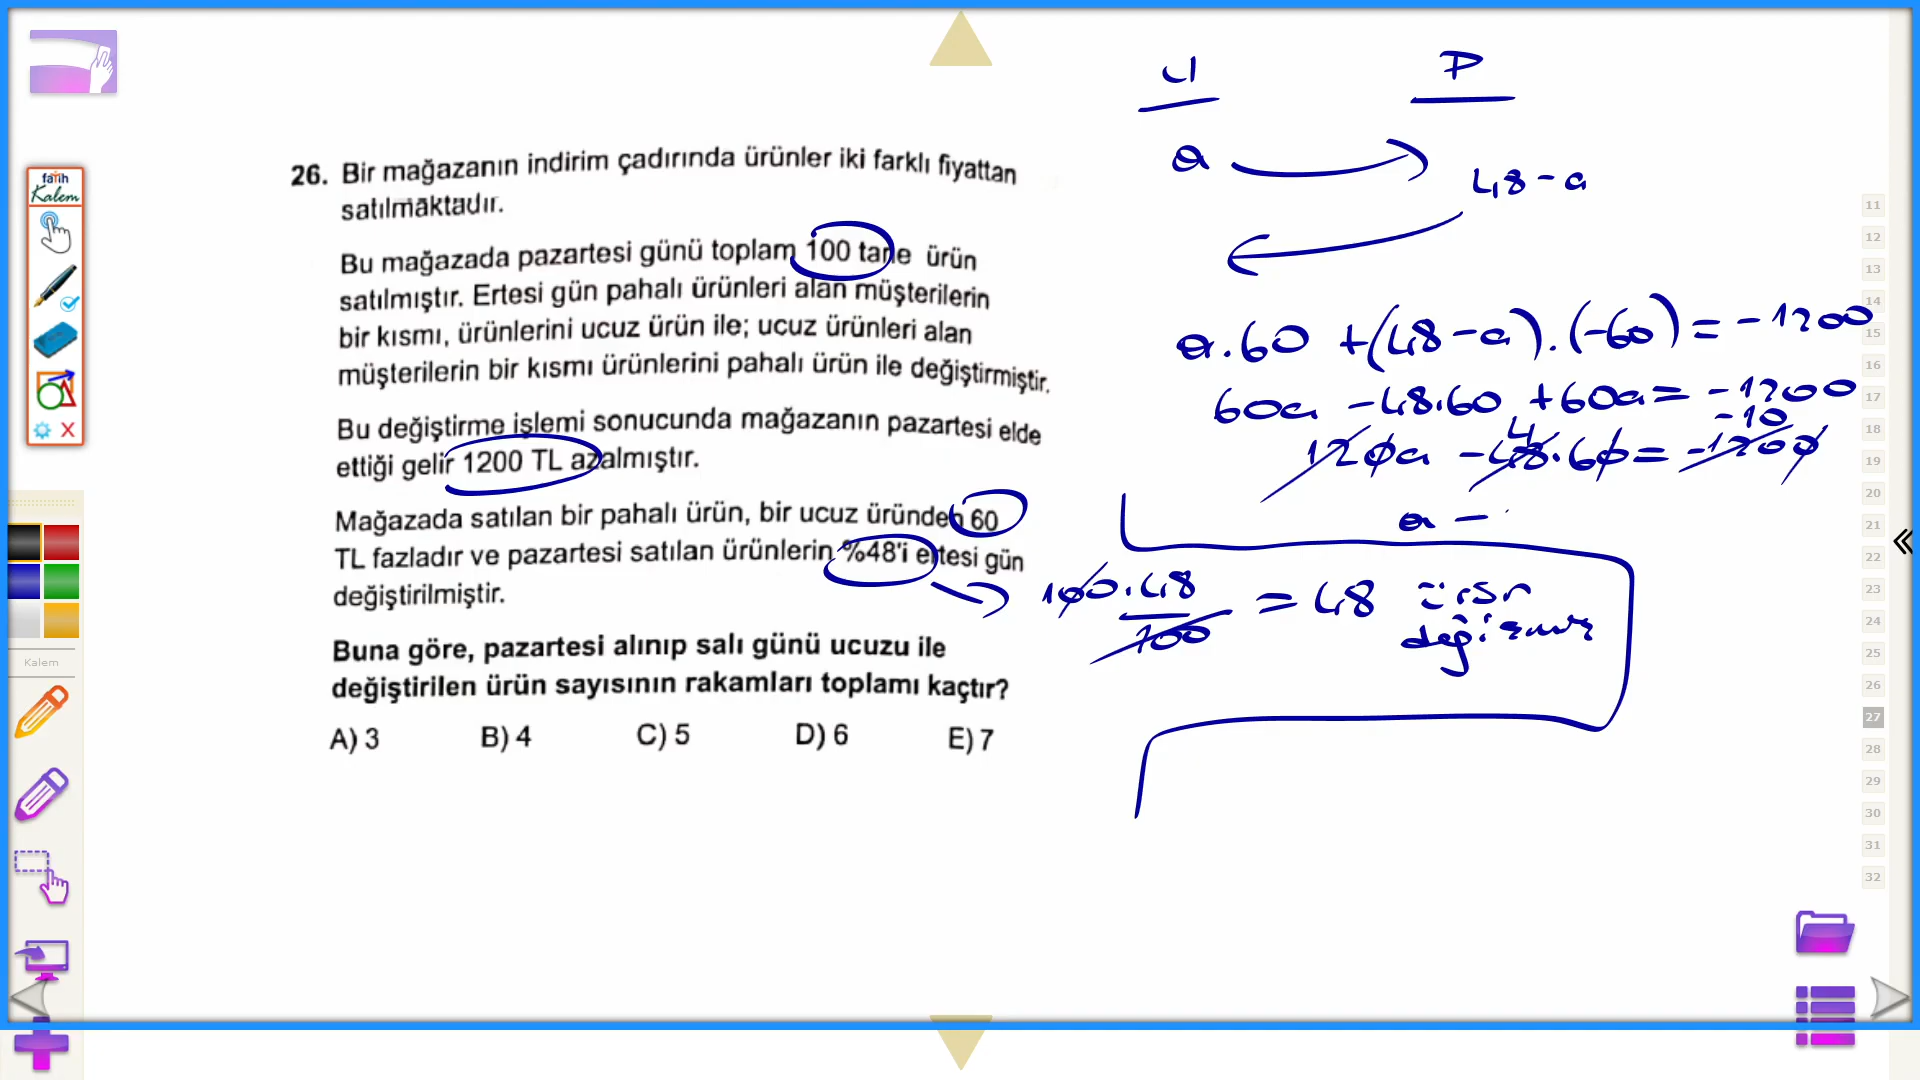 fatih
Kalem
Kalem
26. Bir mağazanın indirim çadırında ürünler iki farklı fiyattan
satılmaktadır.
Bu mağazada pazartesi günü toplam 100 tane ürün
satılmıştır. Ertesi gün pahalı ürünleri alan müşterilerin
bir kısmı, ürünlerini ucuz ürün ile; ucuz ürünleri alan
müşterilerin bir kısmı ürünlerini pahalı ürün ile değiştirmiştir.
Bu değiştirme işlemi sonucunda mağazanın pazartesi elde
ettiği gelir 1200 TL azalmıştır.
Mağazada satılan bir pahalı ürün, bir ucuz üründen 60
TL fazladır ve pazartesi satılan ürünlerin %48'i ertesi gün
değiştirilmiştir.
Buna göre, pazartesi alınıp salı günü ucuzu ile
değiştirilen ürün sayısının rakamları toplamı kaçtır?
A) 3 B) 4 C) 5 D) 6 E) 7
U P
a 48-a
a.60 +(48-a).(-60)=-1200
60a -48.60 +60a=-1200
4 -10
120a -48.60=-1200
a -
100.48
100
= 48 ürün
değişmiş
11
12
13
14
15
16
17
18
19
20
21
22
23
24
25
26
27
28
29
30
31
32